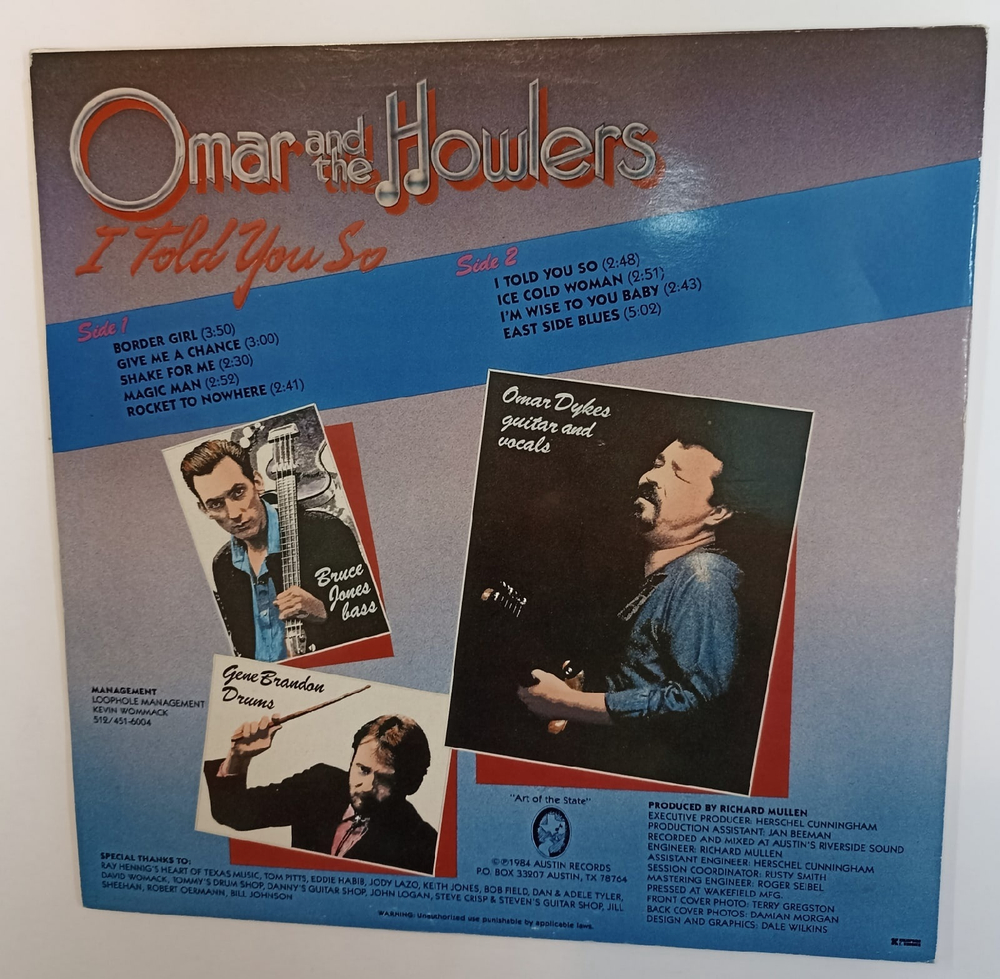 Omar and the Howlers
I Told You So
Side 1
BORDER GIRL (3:50)
GIVE ME A CHANCE (3:00)
SHAKE FOR ME (2:30)
MAGIC MAN (2:52)
ROCKET TO NOWHERE (2:41)
Side 2
I TOLD YOU SO (2:48)
ICE COLD WOMAN (2:51)
I'M WISE TO YOU BABY (2:43)
EAST SIDE BLUES (5:02)
Omar Dykes
guitar and
vocals
Bruce
Jones
bass
Gene Brandon
Drums
MANAGEMENT
LOOPHOLE MANAGEMENT
KEVIN WOMMACK
512/451-6004
"Art of the State"
©℗1984 AUSTIN RECORDS
P.O. BOX 33907 AUSTIN, TX 78764
PRODUCED BY RICHARD MULLEN
EXECUTIVE PRODUCER: HERSCHEL CUNNINGHAM
PRODUCTION ASSISTANT: JAN BEEMAN
RECORDED AND MIXED AT AUSTIN'S RIVERSIDE SOUND
ENGINEER: RICHARD MULLEN
ASSISTANT ENGINEER: HERSCHEL CUNNINGHAM
SESSION COORDINATOR: RUSTY SMITH
MASTERING ENGINEER: ROGER SEIBEL
PRESSED AT WAKEFIELD MFG.
FRONT COVER PHOTO: TERRY GREGSTON
BACK COVER PHOTOS: DAMIAN MORGAN
DESIGN AND GRAPHICS: DALE WILKINS
SPECIAL THANKS TO:
RAY HENNIG'S HEART OF TEXAS MUSIC, TOM PITTS, EDDIE HABIB, JODY LAZO, KEITH JONES, BOB FIELD, DAN & ADELE TYLER,
DAVID WOMACK, TOMMY'S DRUM SHOP, DANNY'S GUITAR SHOP, JOHN LOGAN, STEVE CRISP & STEVEN'S GUITAR SHOP, JILL
SHEEHAN, ROBERT OERMANN, BILL JOHNSON
WARNING: Unauthorized use punishable by applicable laws.